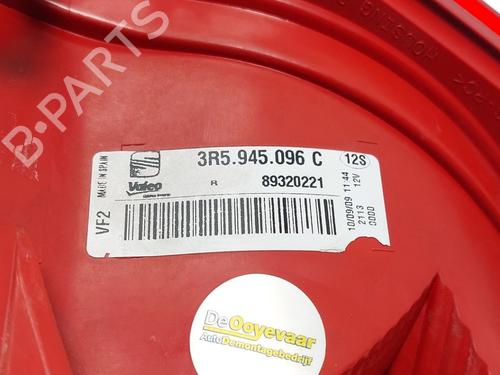 HOUSING
3R5.945.096 C
12S
MADE IN SPAIN
Valeo
R
89320221
VF2
10/09/09 11:44
12V
2113
0000
DeOoyevaar
AutoDemontagebedrijf